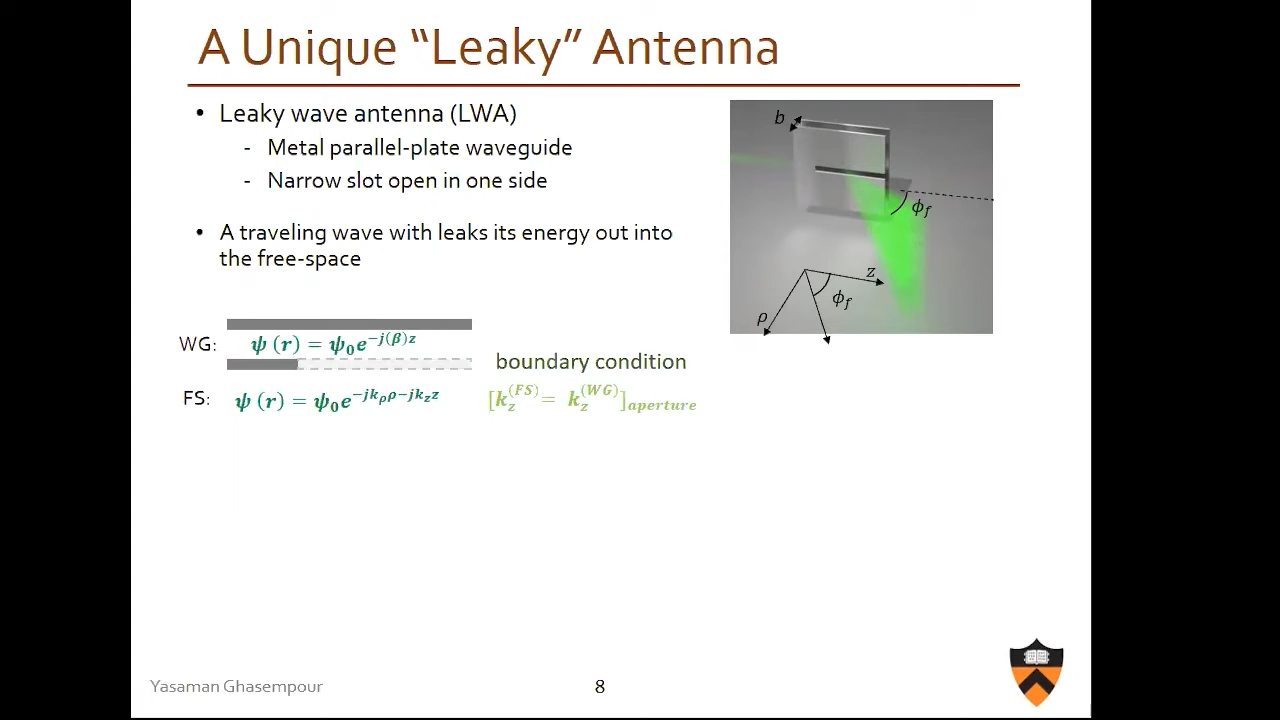 A Unique “Leaky” Antenna
• Leaky wave antenna (LWA)
- Metal parallel-plate waveguide
- Narrow slot open in one side
• A traveling wave with leaks its energy out into
the free-space
b
ϕ_f
z
ϕ_f
ρ
WG: ψ (r) = ψ_0 e^{−j(β)z}
boundary condition
FS: ψ (r) = ψ_0 e^{−jk_ρρ−jk_zz}
[k_z^{(FS)} = k_z^{(WG)}]_{aperture}
Yasaman Ghasempour
8